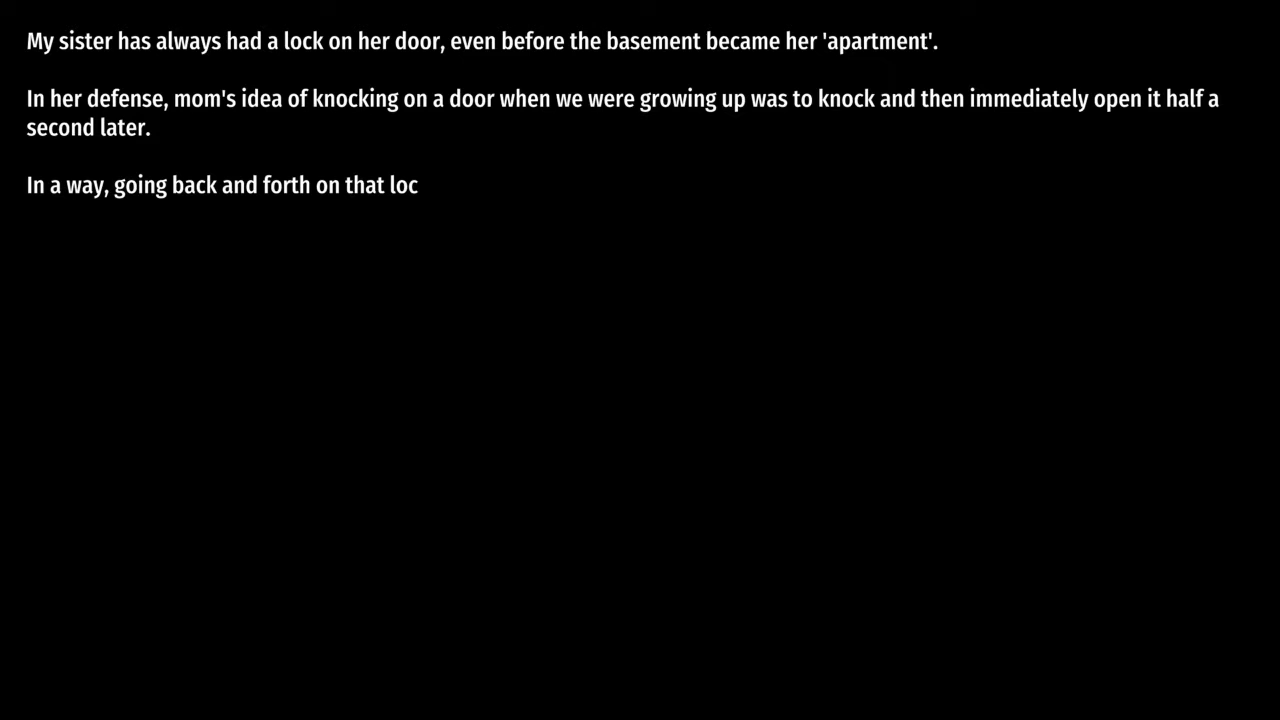 My sister has always had a lock on her door, even before the basement became her 'apartment'.
In her defense, mom's idea of knocking on a door when we were growing up was to knock and then immediately open it half a
second later.
In a way, going back and forth on that loc